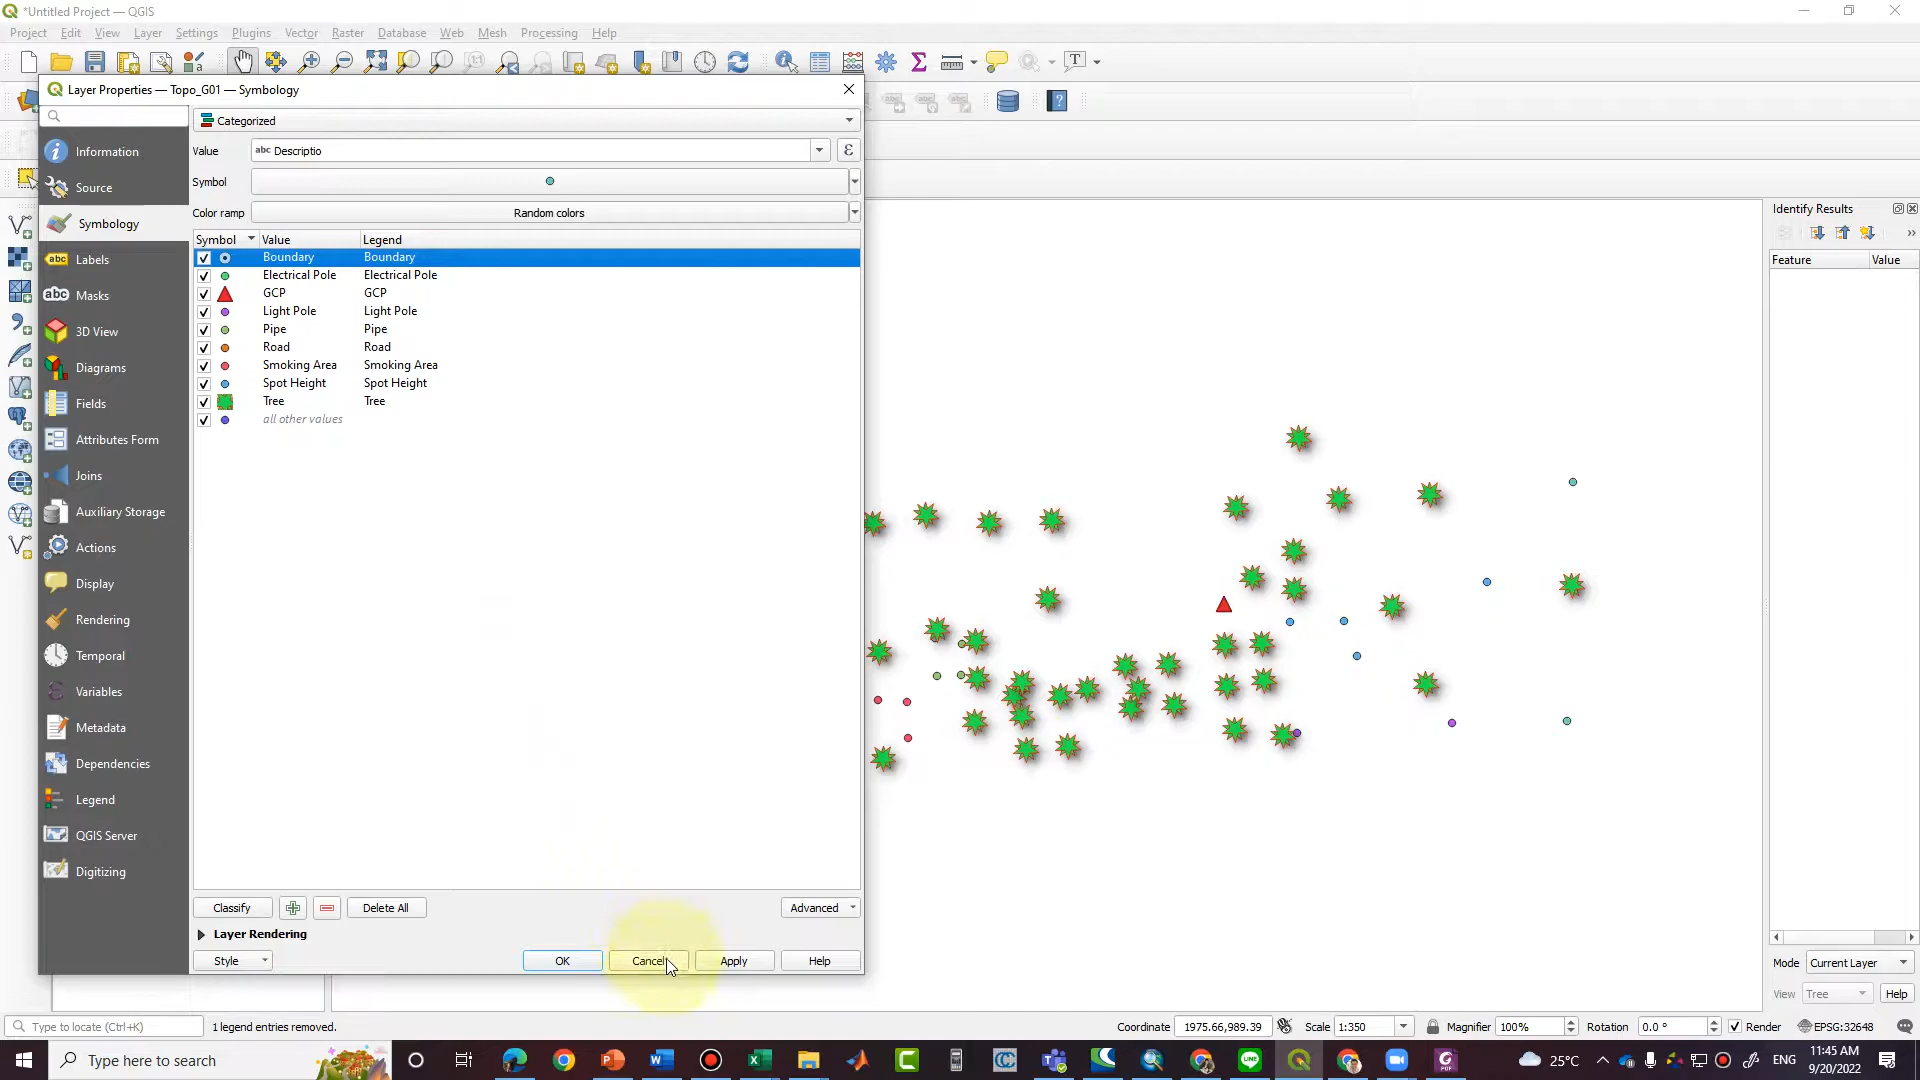 *Untitled Project — QGIS
Project Edit View Layer Settings Plugins Vector Raster Database Web Mesh Processing Help
Layer Properties — Topo_G01 — Symbology
Categorized
Value abc Descriptio ε
Symbol
Color ramp Random colors
Information
Source
Symbology
abc Labels
abc Masks
3D View
Diagrams
Fields
Attributes Form
Joins
Auxiliary Storage
Actions
Display
Rendering
Temporal
ε Variables
Metadata
Dependencies
Legend
QGIS Server
Digitizing
Symbol Value Legend
Boundary Boundary
Electrical Pole Electrical Pole
GCP GCP
Light Pole Light Pole
Pipe Pipe
Road Road
Smoking Area Smoking Area
Spot Height Spot Height
Tree Tree
all other values
Classify Delete All Advanced
Layer Rendering
Style OK Cancel Apply Help
Identify Results
Feature Value
Mode Current Layer
View Tree Help
Type to locate (Ctrl+K) 1 legend entries removed. Coordinate 1975.66,989.39 Scale 1:350 Magnifier 100% Rotation 0.0 ° Render EPSG:32648
Type here to search 25°C ENG 11:45 AM
9/20/2022